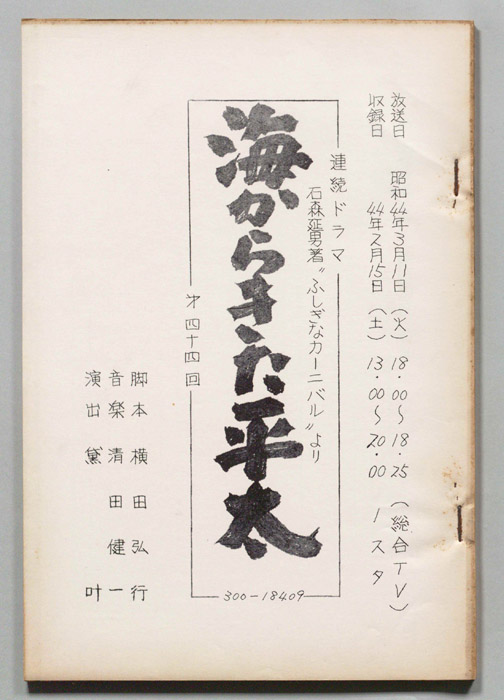 放送日 昭和44年3月11日(火) 18.00〜18.25(総合TV)
収録日 44年2月15日(土) 13.00〜20.00 1スタ
連続ドラマ
石森延男著〝ふしぎなカーニバル〟より
海からきた平太
第四十四回
300-18409
脚本 横田弘行
音楽 清田健一
演出 黛叶